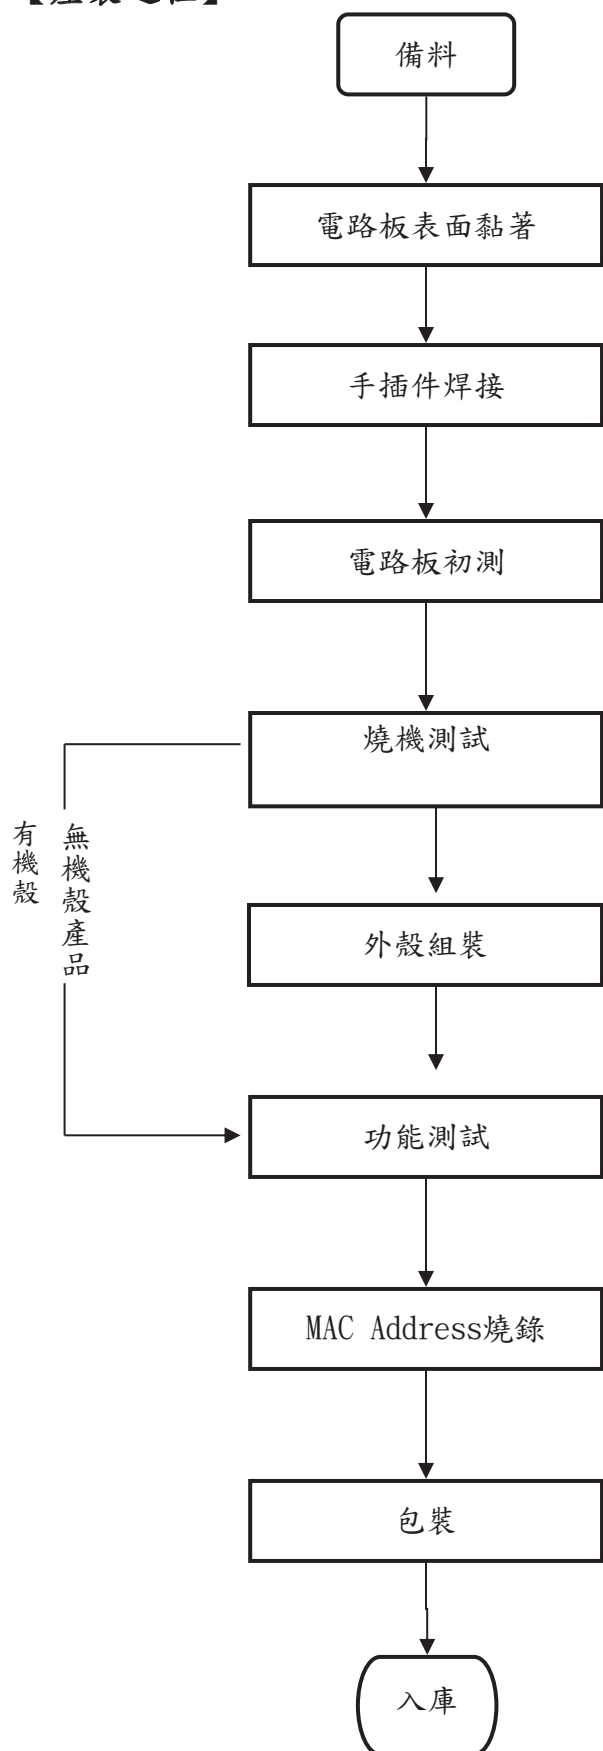 備料
電路板表面黏著
手插件焊接
電路板初測
燒機測試
有機殼
無機殼產品
外殼組裝
功能測試
MAC Address燒錄
包裝
入庫